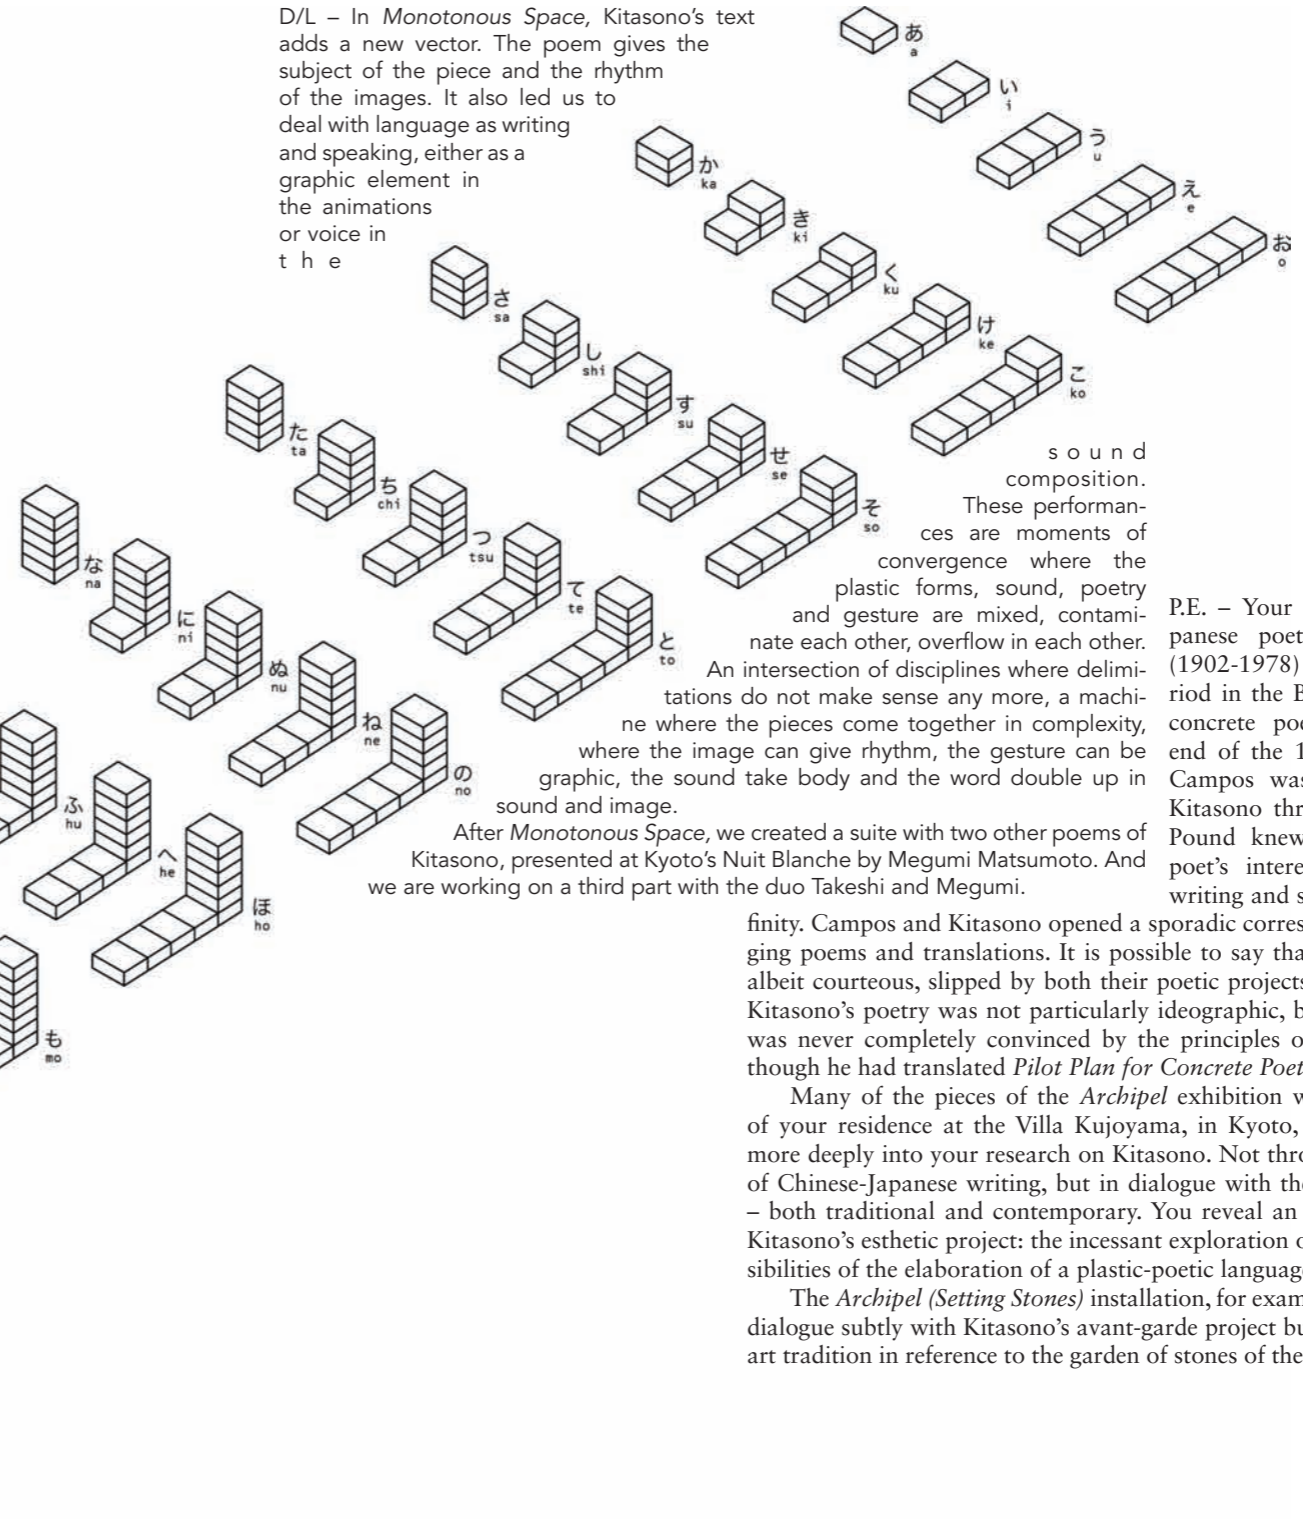 D/L – In Monotonous Space, Kitasono’s text
adds a new vector. The poem gives the
subject of the piece and the rhythm
of the images. It also led us to
deal with language as writing
and speaking, either as a
graphic element in
the animations
or voice in
the
あ
a
い
i
う
u
え
e
お
o
か
ka
き
ki
く
ku
け
ke
こ
ko
さ
sa
し
shi
す
su
せ
se
そ
so
た
ta
ち
chi
つ
tsu
て
te
と
to
な
na
に
ni
ぬ
nu
ね
ne
の
no
ふ
hu
へ
he
ほ
ho
も
mo
sound
composition.
These performan-
ces are moments of
convergence where the
plastic forms, sound, poetry
and gesture are mixed, contami-
nate each other, overflow in each other.
An intersection of disciplines where delimi-
tations do not make sense any more, a machi-
ne where the pieces come together in complexity,
where the image can give rhythm, the gesture can be
graphic, the sound take body and the word double up in
sound and image.
After Monotonous Space, we created a suite with two other poems of
Kitasono, presented at Kyoto’s Nuit Blanche by Megumi Matsumoto. And
we are working on a third part with the duo Takeshi and Megumi.
P.E. – Your
panese poet
(1902-1978)
riod in the B
concrete poe
end of the 1
Campos was
Kitasono thr
Pound knew
poet’s intere
writing and s
finity. Campos and Kitasono opened a sporadic corres
ging poems and translations. It is possible to say tha
albeit courteous, slipped by both their poetic projects
Kitasono’s poetry was not particularly ideographic, b
was never completely convinced by the principles o
though he had translated Pilot Plan for Concrete Poet
Many of the pieces of the Archipel exhibition w
of your residence at the Villa Kujoyama, in Kyoto,
more deeply into your research on Kitasono. Not thro
of Chinese-Japanese writing, but in dialogue with the
– both traditional and contemporary. You reveal an
Kitasono’s esthetic project: the incessant exploration o
sibilities of the elaboration of a plastic-poetic languag
The Archipel (Setting Stones) installation, for exam
dialogue subtly with Kitasono’s avant-garde project bu
art tradition in reference to the garden of stones of the